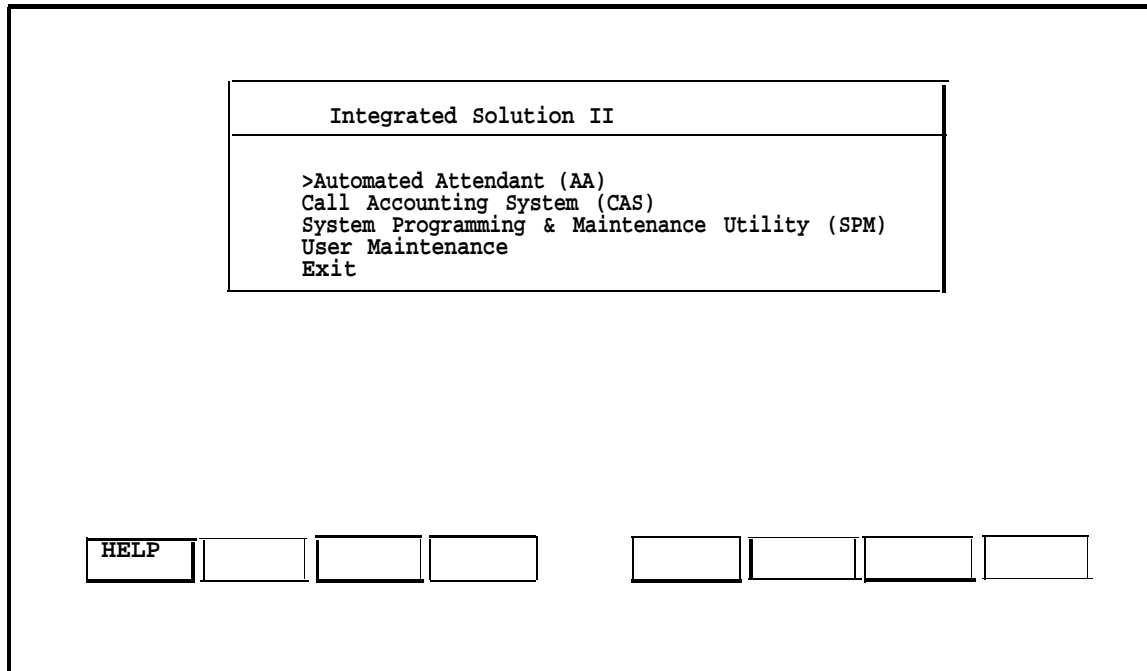 Integrated Solution II
>Automated Attendant (AA)
Call Accounting System (CAS)
System Programming & Maintenance Utility (SPM)
User Maintenance
Exit
HELP